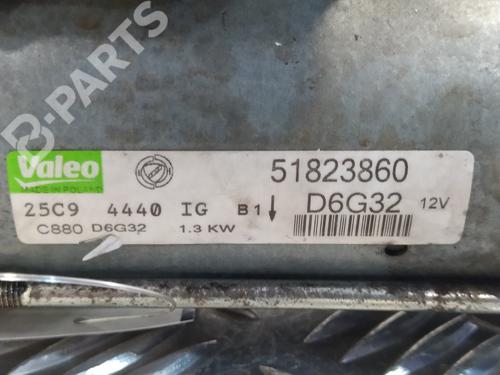 B-PARTS
Valeo
MADE IN POLAND
51823860
25C9 4440 IG B1
D6G32 12V
C880 D6G32 1.3 KW